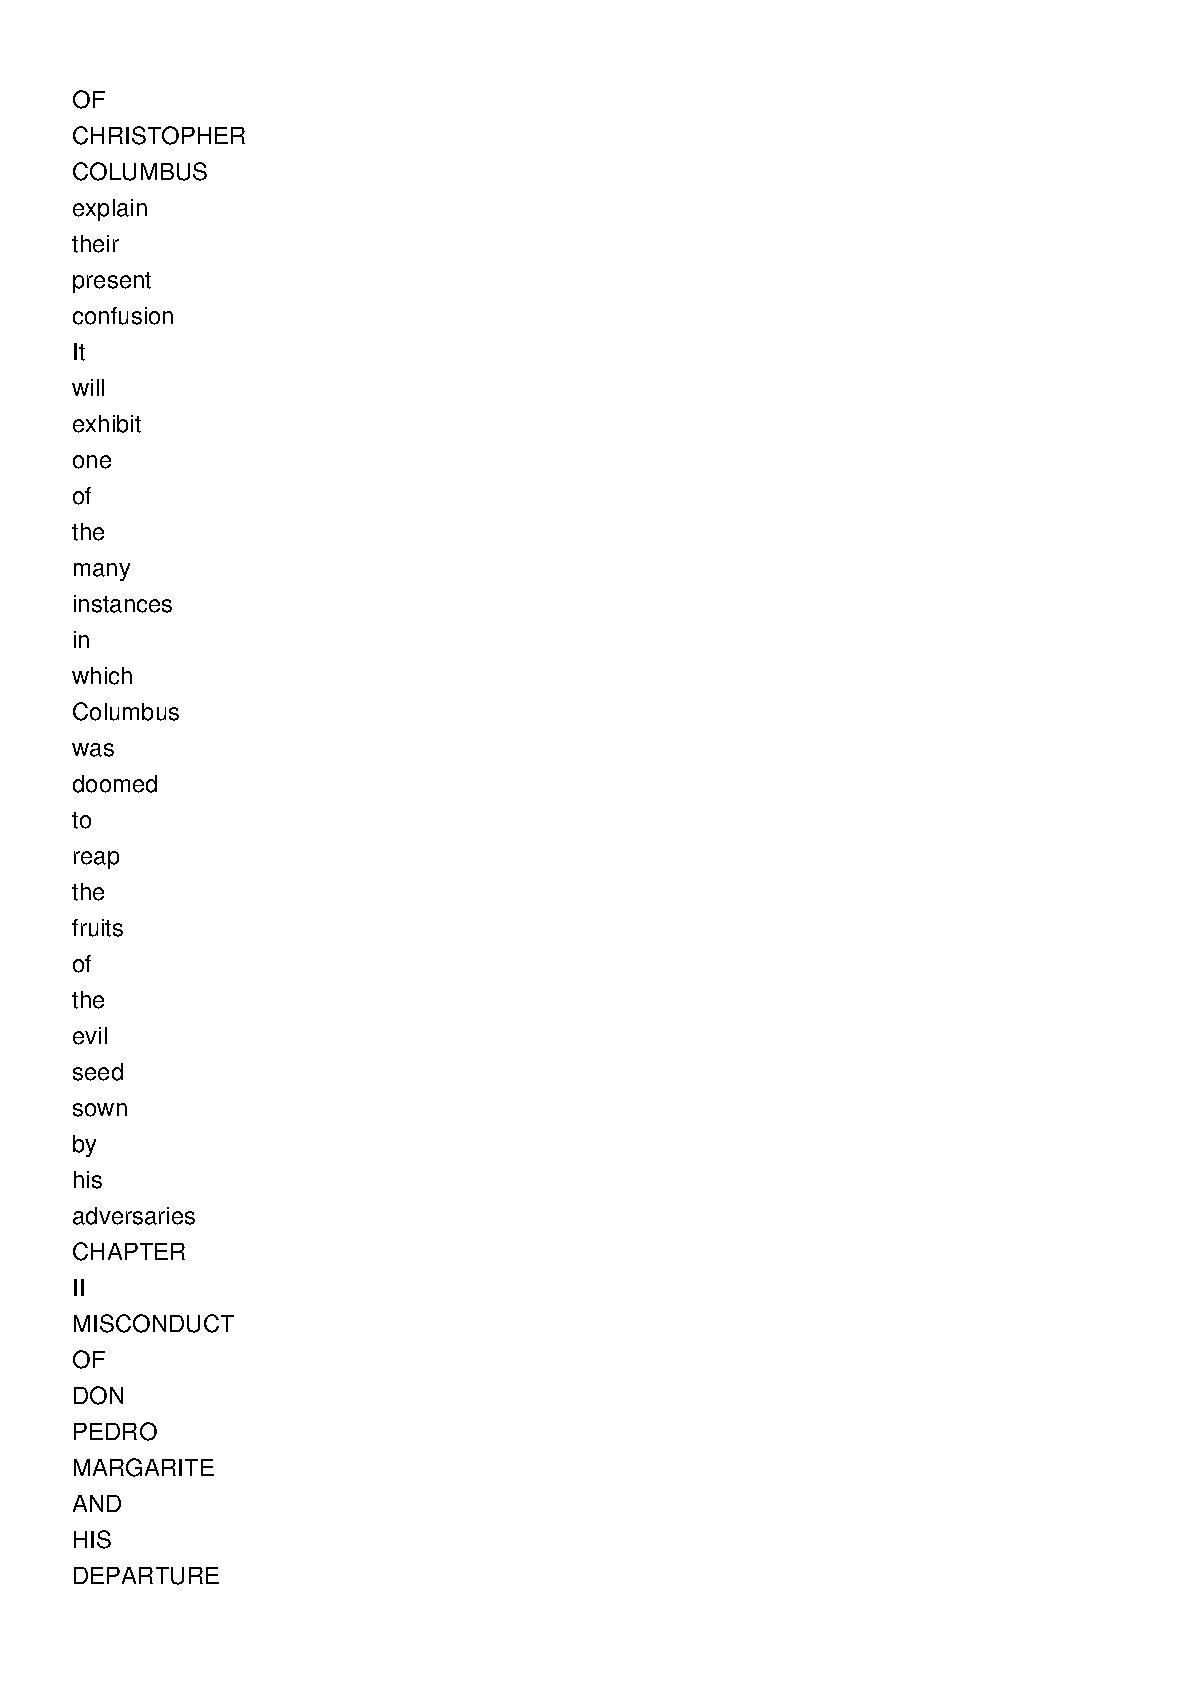 OF
CHRISTOPHER
COLUMBUS
explain
their
present
confusion
It
will
exhibit
one
of
the
many
instances
in
which
Columbus
was
doomed
to
reap
the
fruits
of
the
evil
seed
sown
by
his
adversaries
CHAPTER
II
MISCONDUCT
OF
DON
PEDRO
MARGARITE
AND
HIS
DEPARTURE